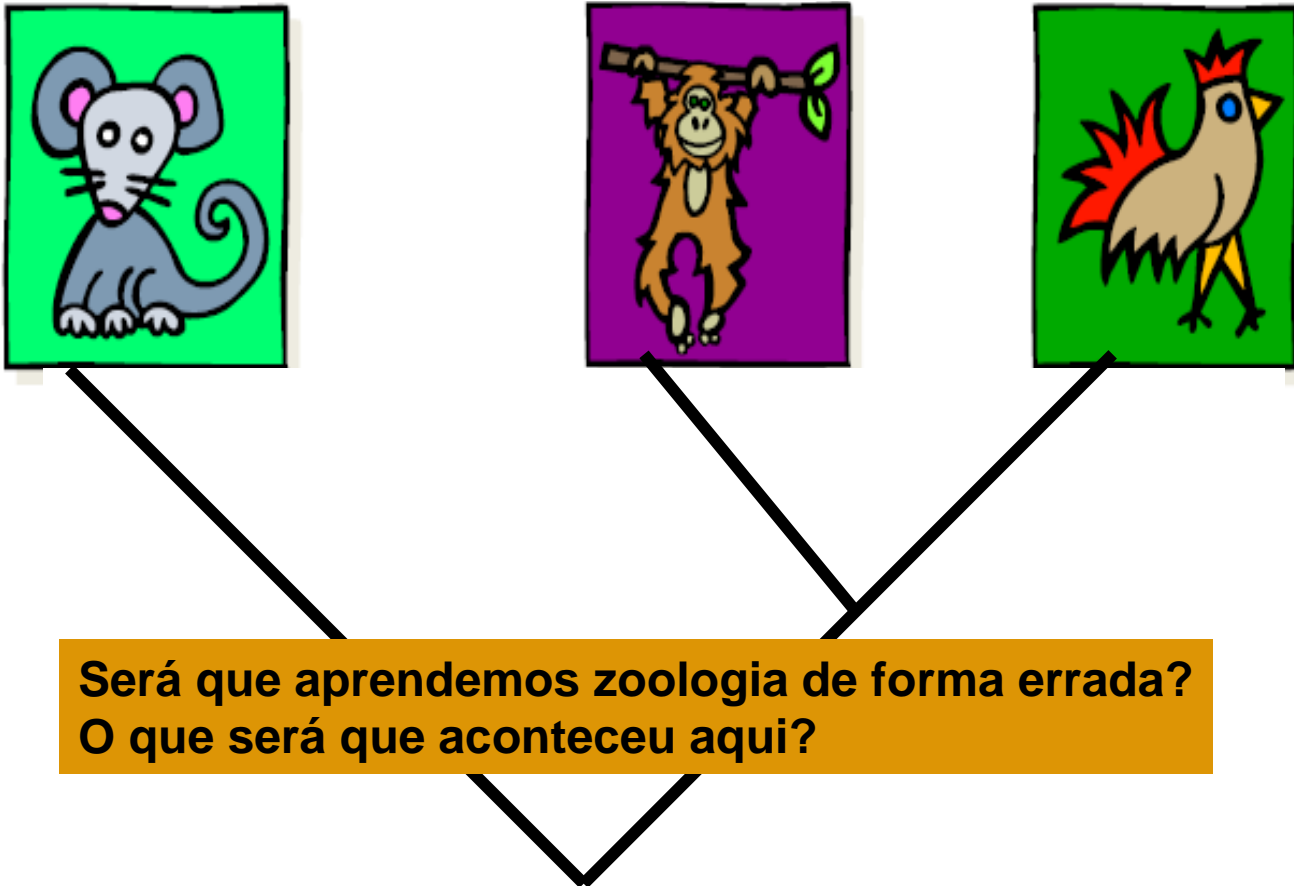 Será que aprendemos zoologia de forma errada?
O que será que aconteceu aqui?